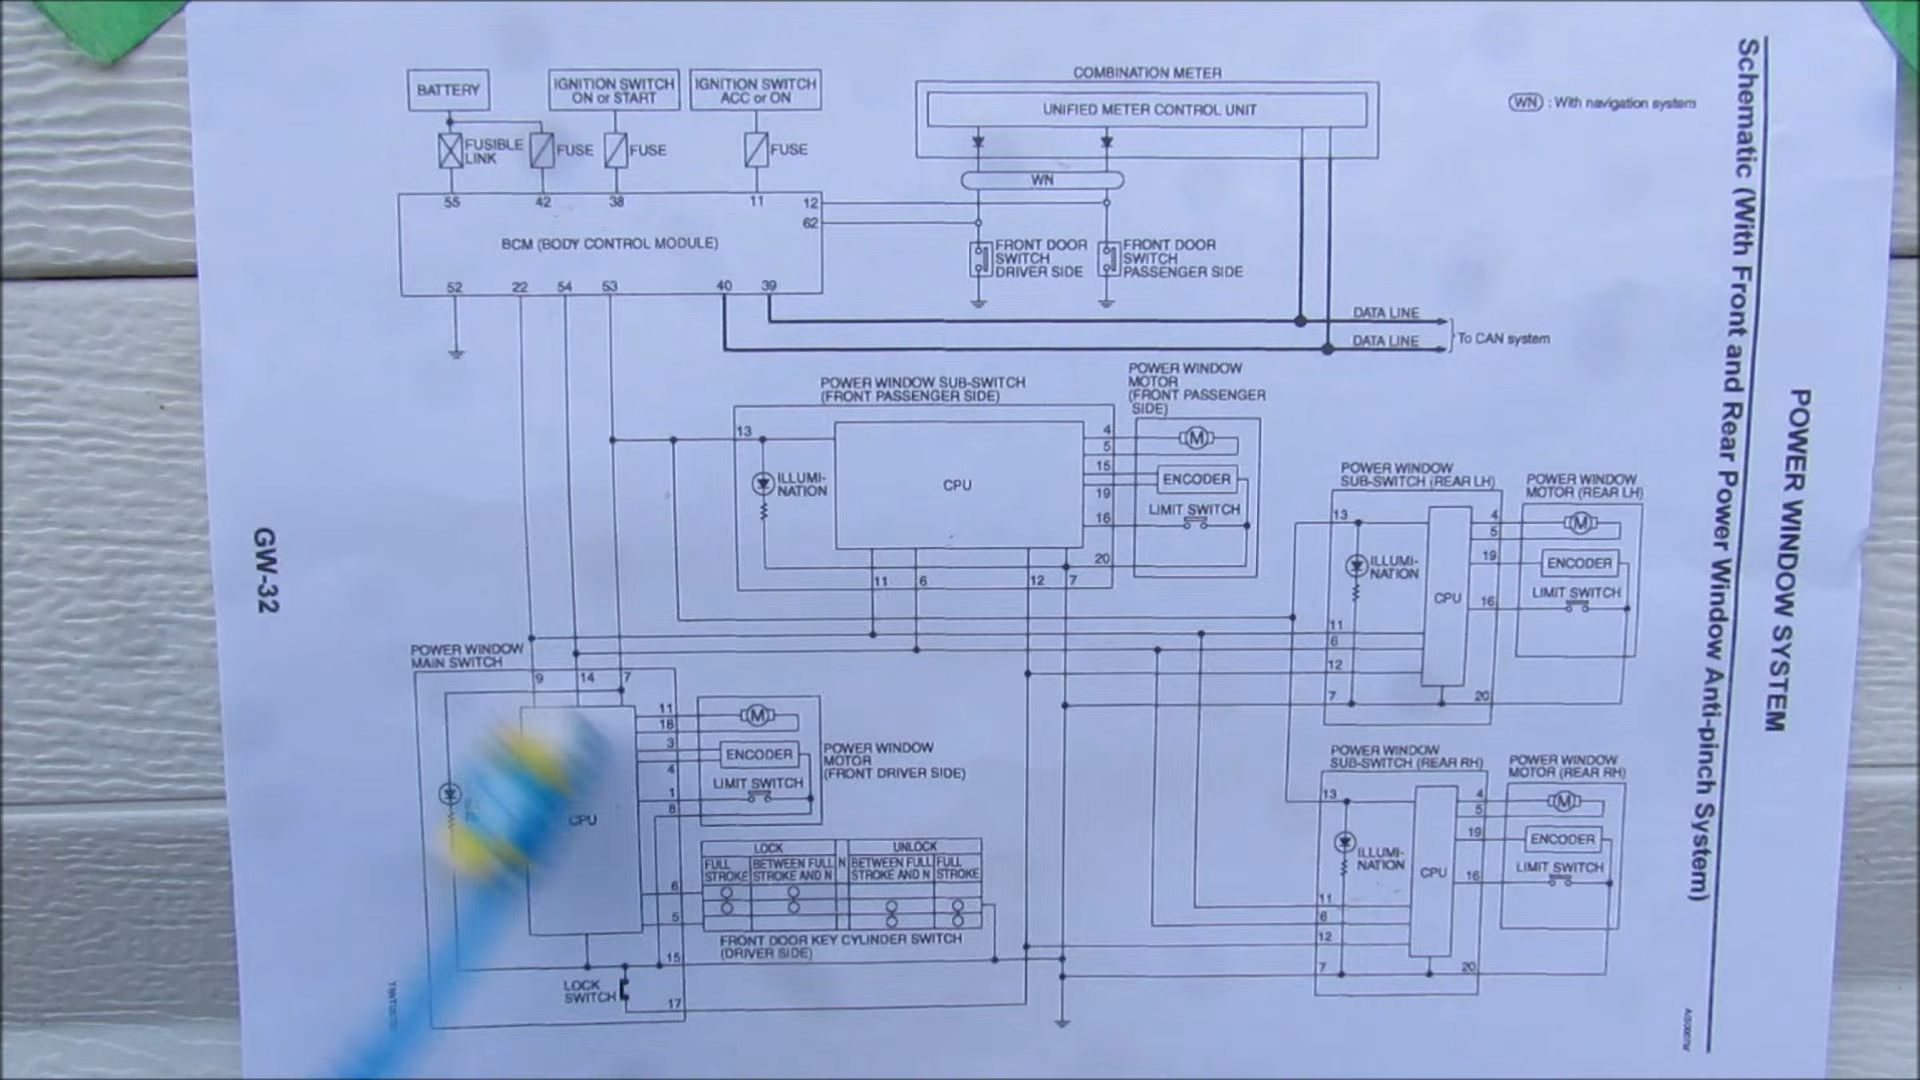 POWER WINDOW SYSTEM
Schematic (With Front and Rear Power Window Anti-pinch System)
COMBINATION METER
UNIFIED METER CONTROL UNIT
WN : With navigation system
BATTERY
IGNITION SWITCH
ON or START
IGNITION SWITCH
ACC or ON
FUSIBLE
LINK
FUSE
FUSE
FUSE
WN
55 42 38 11 12
62
BCM (BODY CONTROL MODULE)
52 22 54 53 40 39
FRONT DOOR
SWITCH
DRIVER SIDE
FRONT DOOR
SWITCH
PASSENGER SIDE
DATA LINE
DATA LINE
To CAN system
POWER WINDOW SUB-SWITCH
(FRONT PASSENGER SIDE)
13
ILLUMI-
NATION
CPU
4
5
15
19
16
20
11 6 12 7
POWER WINDOW
MOTOR
(FRONT PASSENGER
SIDE)
M
ENCODER
LIMIT SWITCH
POWER WINDOW
SUB-SWITCH (REAR LH)
13
ILLUMI-
NATION
CPU
4
5
19
16
11
6
12
7 20
POWER WINDOW
MOTOR (REAR LH)
M
ENCODER
LIMIT SWITCH
GW-32
POWER WINDOW
MAIN SWITCH
9 14 7
CPU
11
18
3
4
1
8
6
5
15
17
LOCK
SWITCH
M
ENCODER
LIMIT SWITCH
POWER WINDOW
MOTOR
(FRONT DRIVER SIDE)
LOCK UNLOCK
FULL
STROKE
BETWEEN FULL
STROKE AND N
N
BETWEEN FULL
STROKE AND N
FULL
STROKE
FRONT DOOR KEY CYLINDER SWITCH
(DRIVER SIDE)
POWER WINDOW
SUB-SWITCH (REAR RH)
13
ILLUMI-
NATION
CPU
4
5
19
16
11
6
12
7 20
POWER WINDOW
MOTOR (REAR RH)
M
ENCODER
LIMIT SWITCH